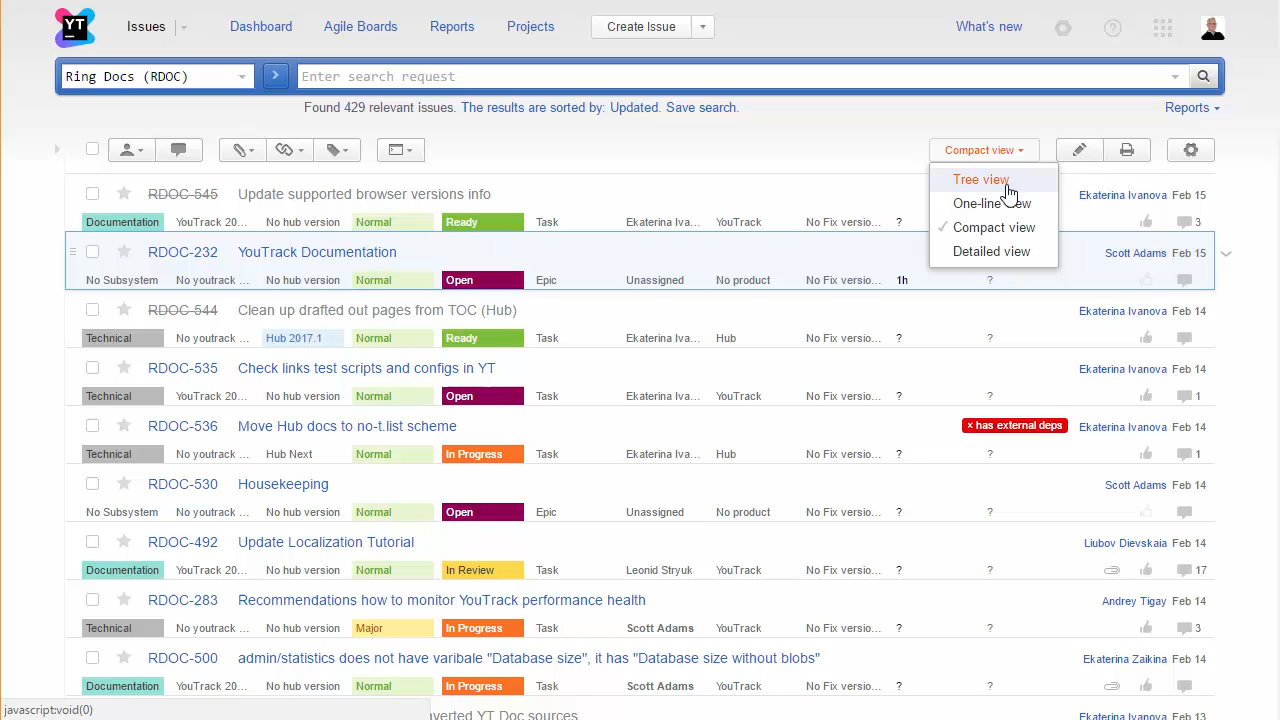 YT Issues Dashboard Agile Boards Reports Projects Create Issue What's new
Ring Docs (RDOC) Enter search request
Found 429 relevant issues. The results are sorted by: Updated. Save search. Reports
Compact view
Tree view
One-line view
Compact view
Detailed view
RDOC-545 Update supported browser versions info Ekaterina Ivanova Feb 15
Documentation YouTrack 20... No hub version Normal Ready Task Ekaterina Iva... YouTrack No Fix versio... ? 3
RDOC-232 YouTrack Documentation Scott Adams Feb 15
No Subsystem No youtrack ... No hub version Normal Open Epic Unassigned No product No Fix versio... 1h ?
RDOC-544 Clean up drafted out pages from TOC (Hub) Ekaterina Ivanova Feb 14
Technical No youtrack ... Hub 2017.1 Normal Ready Task Ekaterina Iva... Hub No Fix versio... ? ?
RDOC-535 Check links test scripts and configs in YT Ekaterina Ivanova Feb 14
Technical YouTrack 20... No hub version Normal Open Task Ekaterina Iva... YouTrack No Fix versio... ? ? 1
RDOC-536 Move Hub docs to no-t.list scheme × has external deps Ekaterina Ivanova Feb 14
Technical No youtrack ... Hub Next Normal In Progress Task Ekaterina Iva... Hub No Fix versio... ? ? 1
RDOC-530 Housekeeping Scott Adams Feb 14
No Subsystem No youtrack ... No hub version Normal Open Epic Unassigned No product No Fix versio... ? ?
RDOC-492 Update Localization Tutorial Liubov Dievskaia Feb 14
Documentation YouTrack 20... No hub version Normal In Review Task Leonid Stryuk YouTrack No Fix versio... ? ? 17
RDOC-283 Recommendations how to monitor YouTrack performance health Andrey Tigay Feb 14
Technical No youtrack ... No hub version Major In Progress Task Scott Adams YouTrack No Fix versio... ? ? 3
RDOC-500 admin/statistics does not have varibale "Database size", it has "Database size without blobs" Ekaterina Zaikina Feb 14
Documentation YouTrack 20... No hub version Normal In Progress Task Scott Adams YouTrack No Fix versio... ? ?
javascript:void(0) YT Doc sources Ekaterina Ivanova Feb 13